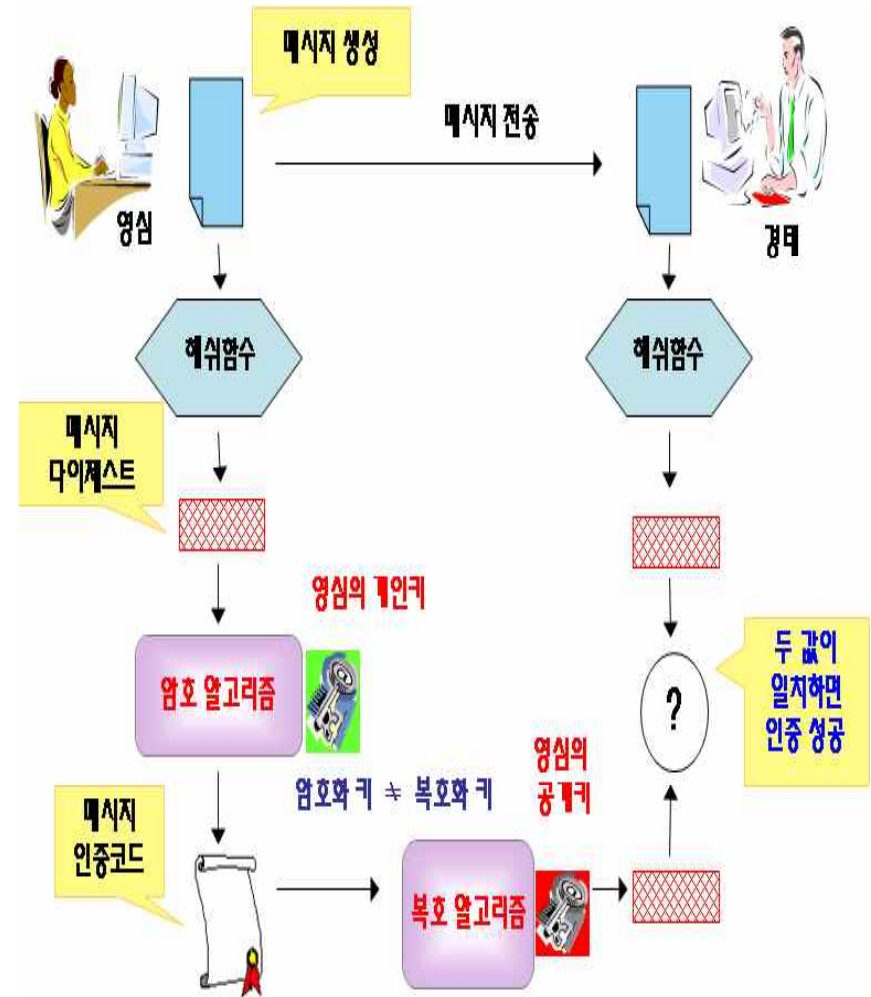 메시지 생성
메시지 전송
영심
경태
해쉬함수
해쉬함수
메시지
다이제스트
영심의 개인키
암호 알고리즘
?
두 값이
일치하면
인증 성공
영심의
공개키
암호화 키 ≠ 복호화 키
메시지
인증코드
복호 알고리즘